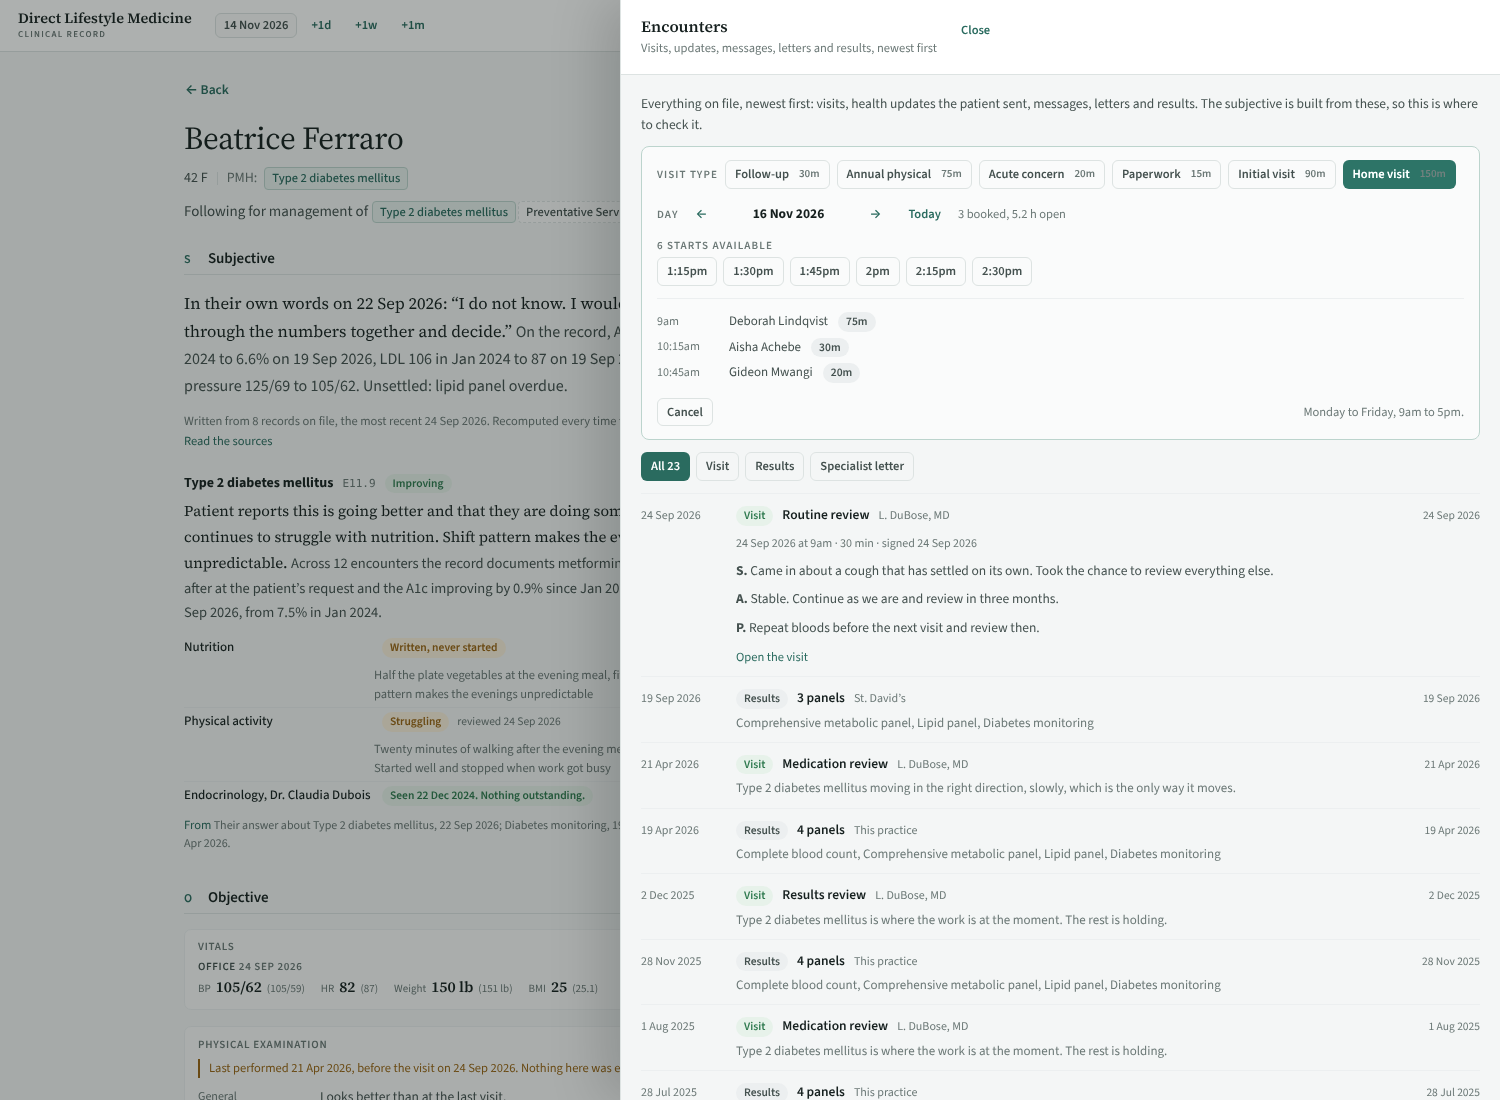 Direct Lifestyle Medicine
CLINICAL RECORD
14 Nov 2026 +1d +1w +1m
← Back
Beatrice Ferraro
42 F PMH: Type 2 diabetes mellitus
Following for management of Type 2 diabetes mellitus Preventative Serv
S Subjective
In their own words on 22 Sep 2026: “I do not know. I woul
through the numbers together and decide.” On the record, A
2024 to 6.6% on 19 Sep 2026, LDL 106 in Jan 2024 to 87 on 19 Sep
pressure 125/69 to 105/62. Unsettled: lipid panel overdue.
Written from 8 records on file, the most recent 24 Sep 2026. Recomputed every time
Read the sources
Type 2 diabetes mellitus E11.9 Improving
Patient reports this is going better and that they are doing som
continues to struggle with nutrition. Shift pattern makes the ev
unpredictable. Across 12 encounters the record documents metformin
after at the patient’s request and the A1c improving by 0.9% since Jan 20
Sep 2026, from 7.5% in Jan 2024.
Nutrition Written, never started
Half the plate vegetables at the evening meal, fi
pattern makes the evenings unpredictable
Physical activity Struggling reviewed 24 Sep 2026
Twenty minutes of walking after the evening me
Started well and stopped when work got busy
Endocrinology, Dr. Claudia Dubois Seen 22 Dec 2024. Nothing outstanding.
From Their answer about Type 2 diabetes mellitus, 22 Sep 2026; Diabetes monitoring, 19
Apr 2026.
O Objective
VITALS
OFFICE 24 SEP 2026
BP 105/62 (105/59) HR 82 (87) Weight 150 lb (151 lb) BMI 25 (25.1)
PHYSICAL EXAMINATION
Last performed 21 Apr 2026, before the visit on 24 Sep 2026. Nothing here was e
General Looks better than at the last visit.
Encounters
Visits, updates, messages, letters and results, newest first
Close
Everything on file, newest first: visits, health updates the patient sent, messages, letters and results. The subjective is built from these, so this is where
to check it.
VISIT TYPE Follow-up 30m Annual physical 75m Acute concern 20m Paperwork 15m Initial visit 90m Home visit 150m
DAY ← 16 Nov 2026 → Today 3 booked, 5.2 h open
6 STARTS AVAILABLE
1:15pm 1:30pm 1:45pm 2pm 2:15pm 2:30pm
9am Deborah Lindqvist 75m
10:15am Aisha Achebe 30m
10:45am Gideon Mwangi 20m
Cancel Monday to Friday, 9am to 5pm.
All 23 Visit Results Specialist letter
24 Sep 2026 Visit Routine review L. DuBose, MD 24 Sep 2026
24 Sep 2026 at 9am · 30 min · signed 24 Sep 2026
S. Came in about a cough that has settled on its own. Took the chance to review everything else.
A. Stable. Continue as we are and review in three months.
P. Repeat bloods before the next visit and review then.
Open the visit
19 Sep 2026 Results 3 panels St. David’s 19 Sep 2026
Comprehensive metabolic panel, Lipid panel, Diabetes monitoring
21 Apr 2026 Visit Medication review L. DuBose, MD 21 Apr 2026
Type 2 diabetes mellitus moving in the right direction, slowly, which is the only way it moves.
19 Apr 2026 Results 4 panels This practice 19 Apr 2026
Complete blood count, Comprehensive metabolic panel, Lipid panel, Diabetes monitoring
2 Dec 2025 Visit Results review L. DuBose, MD 2 Dec 2025
Type 2 diabetes mellitus is where the work is at the moment. The rest is holding.
28 Nov 2025 Results 4 panels This practice 28 Nov 2025
Complete blood count, Comprehensive metabolic panel, Lipid panel, Diabetes monitoring
1 Aug 2025 Visit Medication review L. DuBose, MD 1 Aug 2025
Type 2 diabetes mellitus is where the work is at the moment. The rest is holding.
28 Jul 2025 Results 4 panels This practice 28 Jul 2025